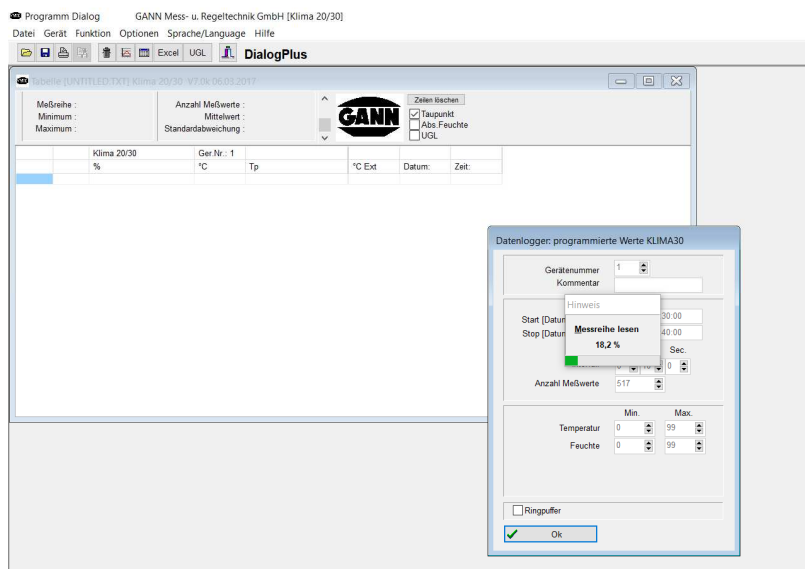 Programm Dialog GANN Mess- u. Regeltechnik GmbH [Klima 20/30]
Datei Gerät Funktion Optionen Sprache/Language Hilfe
Excel UGL DialogPlus
Tabelle [UNTITLED.TXT] Klima 20/30 V7.0k 06.03.2017
Meßreihe : Anzahl Meßwerte :
Minimum : Mittelwert :
Maximum : Standardabweichung :
GANN
Zeilen löschen
Taupunkt
Abs.Feuchte
UGL
Klima 20/30 Ger.Nr.: 1
% °C Tp °C Ext Datum: Zeit:
Datenlogger: programmierte Werte KLIMA30
Gerätenummer 1
Kommentar
Hinweis
Start [Datum 30:00
Messreihe lesen
Stop [Datum 40:00
18,2 %
Sec.
0 10 0
Anzahl Meßwerte 517
Min. Max.
Temperatur 0 99
Feuchte 0 99
Ringpuffer
Ok